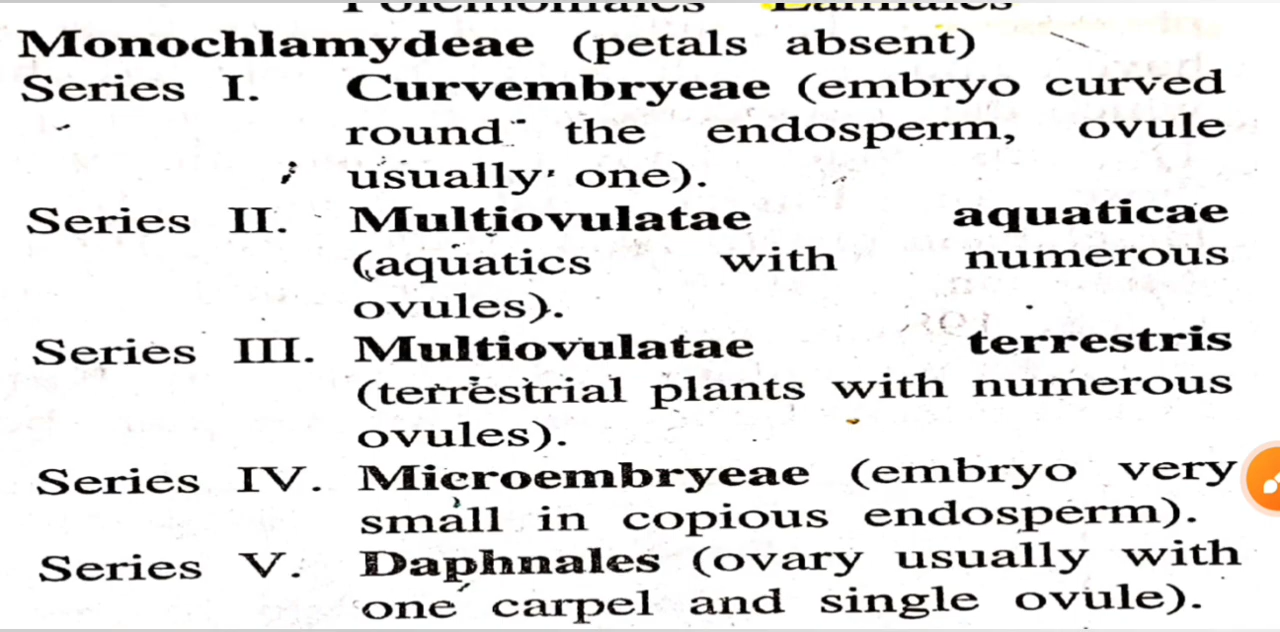 Polemoniales Lamiales
Monochlamydeae (petals absent)
Series I. Curvembryeae (embryo curved
round the endosperm, ovule
usually one).
Series II. Multiovulatae aquaticae
(aquatics with numerous
ovules).
Series III. Multiovulatae terrestris
(terrestrial plants with numerous
ovules).
Series IV. Microembryeae (embryo very
small in copious endosperm).
Series V. Daphnales (ovary usually with
one carpel and single ovule).